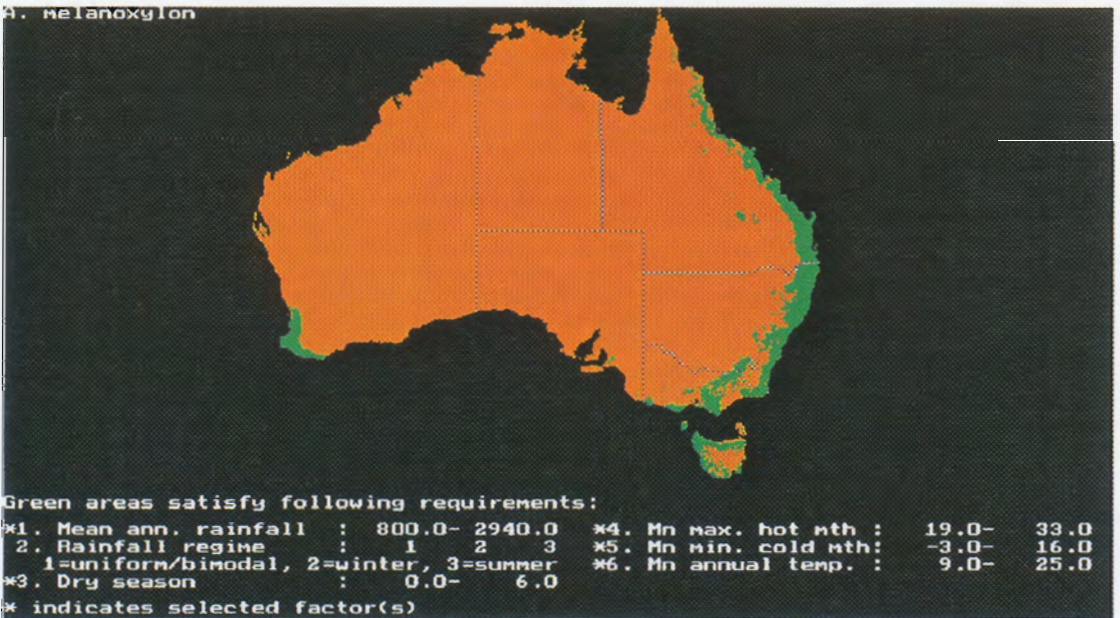 A. melanoxylon
Green areas satisfy following requirements:
*1. Mean ann. rainfall : 800.0- 2940.0 *4. Mn max. hot mth : 19.0- 33.0
2. Rainfall regime : 1 2 3 *5. Mn min. cold mth: -3.0- 16.0
1=uniform/bimodal, 2=winter, 3=summer *6. Mn annual temp. : 9.0- 25.0
*3. Dry season : 0.0- 6.0
* indicates selected factor(s)